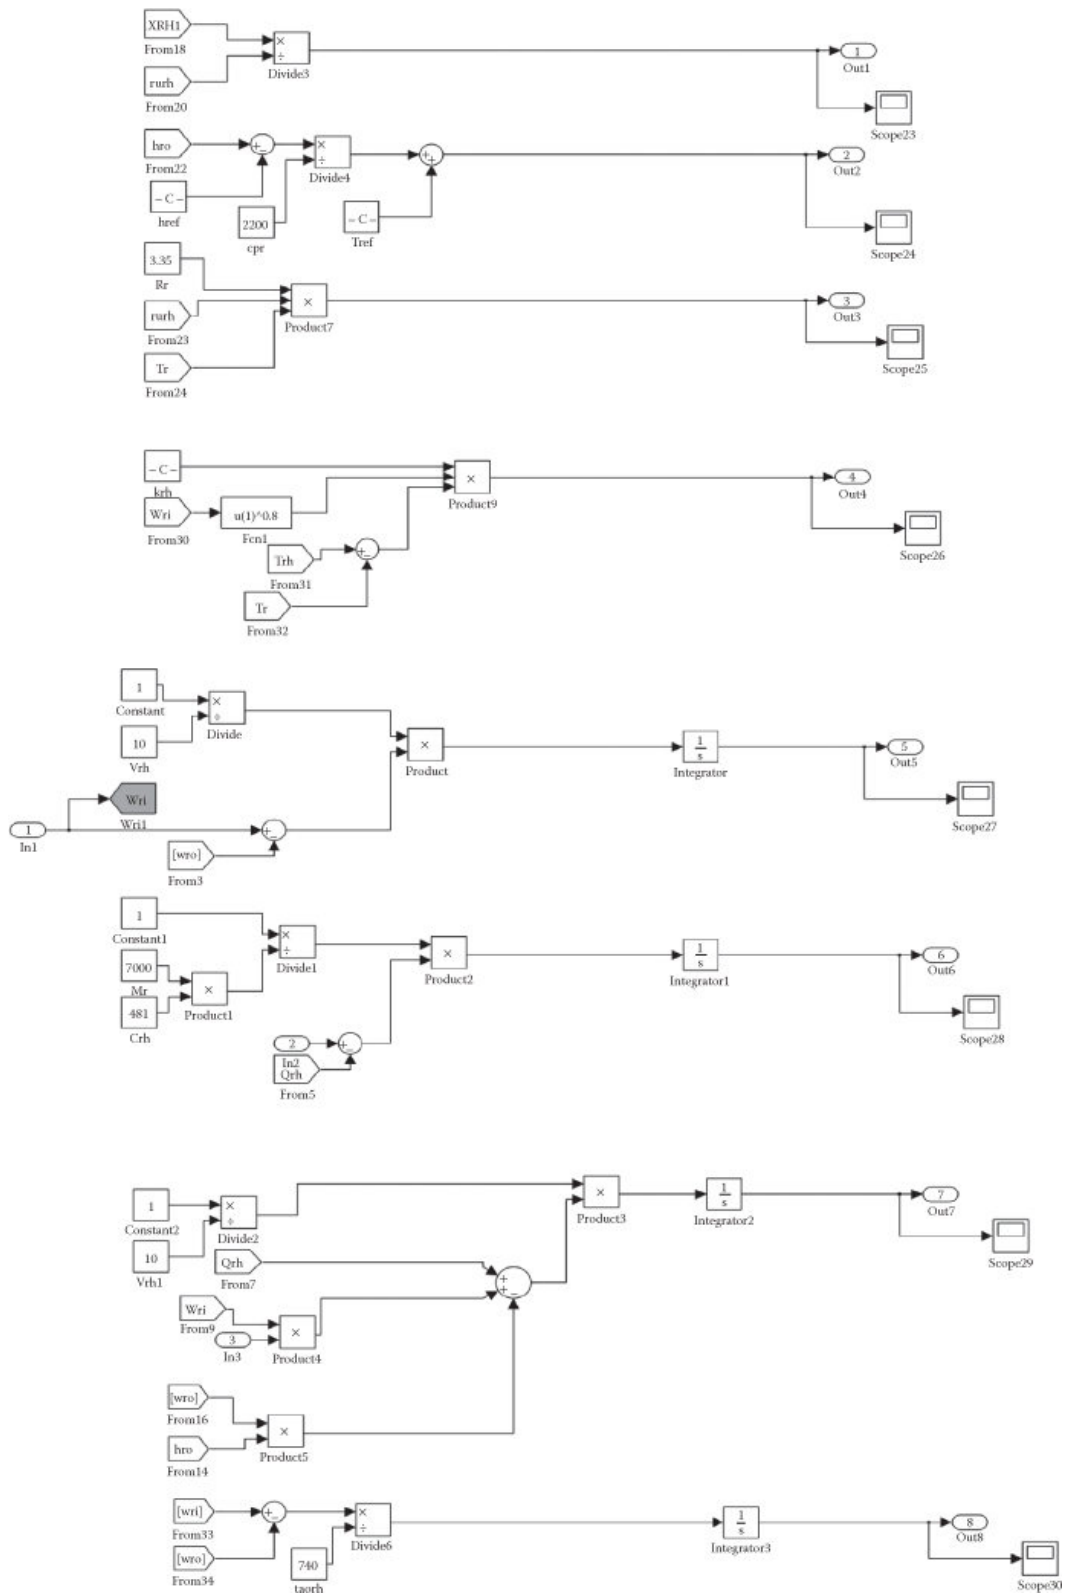 XRH1
From18
×
÷
Divide3
rurh
From20
1
Out1
Scope23
hro
From22
+
−
×
÷
Divide4
+
+
2
Out2
– C –
href
2200
cpr
– C –
Tref
Scope24
3.35
Rr
rurh
From23
×
Product7
3
Out3
Tr
From24
Scope25
– C –
krh
Wri
From30
u(1)^0.8
Fcn1
×
Product9
4
Out4
Scope26
Trh
From31
+
−
Tr
From32
1
Constant
×
÷
Divide
10
Vrh
×
Product
1
s
Integrator
5
Out5
Scope27
Wri
Wri1
1
In1
+
−
[wro]
From3
1
Constant1
×
÷
Divide1
7000
Mr
×
Product1
481
Crh
×
Product2
1
s
Integrator1
6
Out6
Scope28
2
In2
+
−
Qrh
From5
1
Constant2
×
÷
Divide2
10
Vrh1
×
Product3
1
s
Integrator2
7
Out7
Scope29
Qrh
From7
+
+
−
Wri
From9
3
In3
×
Product4
[wro]
From16
hro
From14
×
Product5
[wri]
From33
+
−
[wro]
From34
×
÷
Divide6
740
taorh
1
s
Integrator3
8
Out8
Scope30